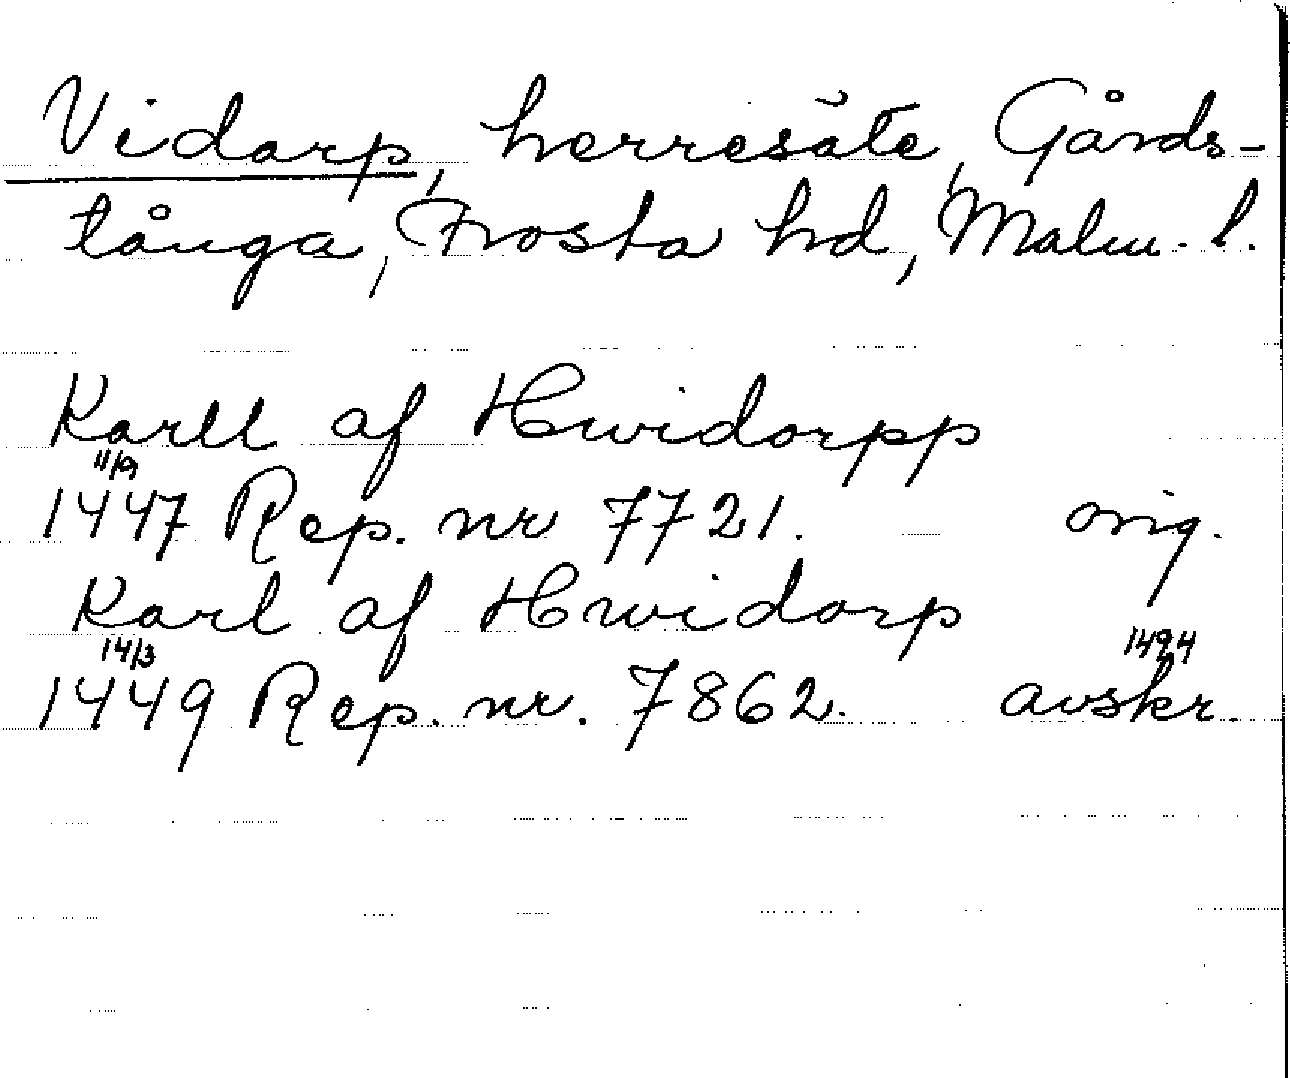 Vidarp, herresäte, Gårds-
tånga, Frosta hd, Malm. l.
Karll af Hwidorpp
11/9
1447 Rep. nr 7721. orig.
Karl af Hwidorp
14/3 1494
1449 Rep. nr. 7862. avskr.